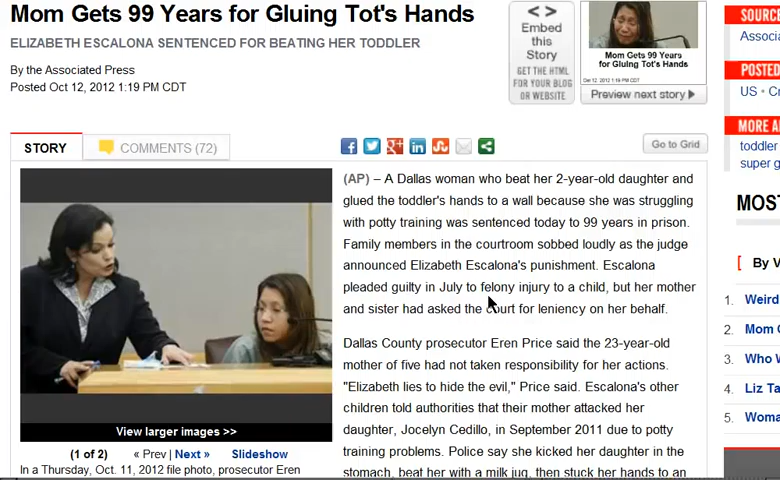 Mom Gets 99 Years for Gluing Tot's Hands
ELIZABETH ESCALONA SENTENCED FOR BEATING HER TODDLER
By the Associated Press
Posted Oct 12, 2012 1:19 PM CDT
< >
Embed
this
Story
GET THE HTML
FOR YOUR BLOG
OR WEBSITE
Mom Gets 99 Years
for Gluing Tot's Hands
Oct 12, 2012 1:19 PM CDT
Preview next story
SOURC
Associa
POSTED
US • Cr
MORE A
toddler
super g
STORY
COMMENTS (72)
Go to Grid
(AP) – A Dallas woman who beat her 2-year-old daughter and
glued the toddler's hands to a wall because she was struggling
with potty training was sentenced today to 99 years in prison.
Family members in the courtroom sobbed loudly as the judge
announced Elizabeth Escalona's punishment. Escalona
pleaded guilty in July to felony injury to a child, but her mother
and sister had asked the court for leniency on her behalf.
Dallas County prosecutor Eren Price said the 23-year-old
mother of five had not taken responsibility for her actions.
"Elizabeth lies to hide the evil," Price said. Escalona's other
children told authorities that their mother attacked her
daughter, Jocelyn Cedillo, in September 2011 due to potty
training problems. Police say she kicked her daughter in the
stomach, beat her with a milk jug, then stuck her hands to an
View larger images >>
(1 of 2) « Prev | Next » Slideshow
In a Thursday, Oct. 11, 2012 file photo, prosecutor Eren
MOST
[ By V
1. Weird
2. Mom G
3. Who W
4. Liz Ta
5. Woma